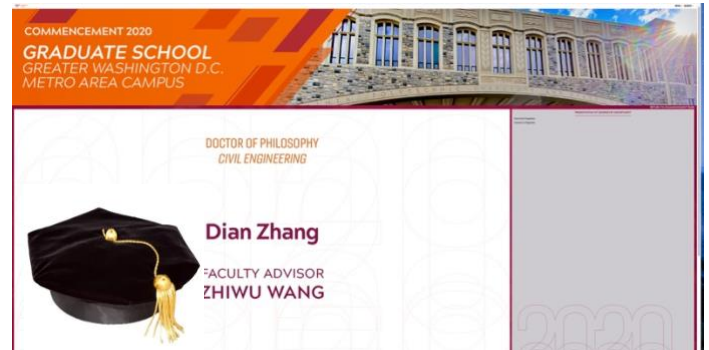 COMMENCEMENT 2020
GRADUATE SCHOOL
GREATER WASHINGTON D.C.
METRO AREA CAMPUS
DOCTOR OF PHILOSOPHY
CIVIL ENGINEERING
Dian Zhang
FACULTY ADVISOR
ZHIWU WANG
2020